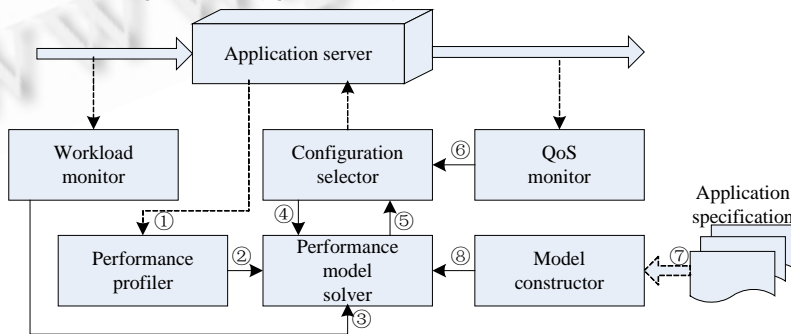 Application server
Workload
monitor
Configuration
selector
⑥
QoS
monitor
Application
specification
①
④
⑤
Performance
profiler
②
Performance
model
solver
⑧
Model
constructor
⑦
③